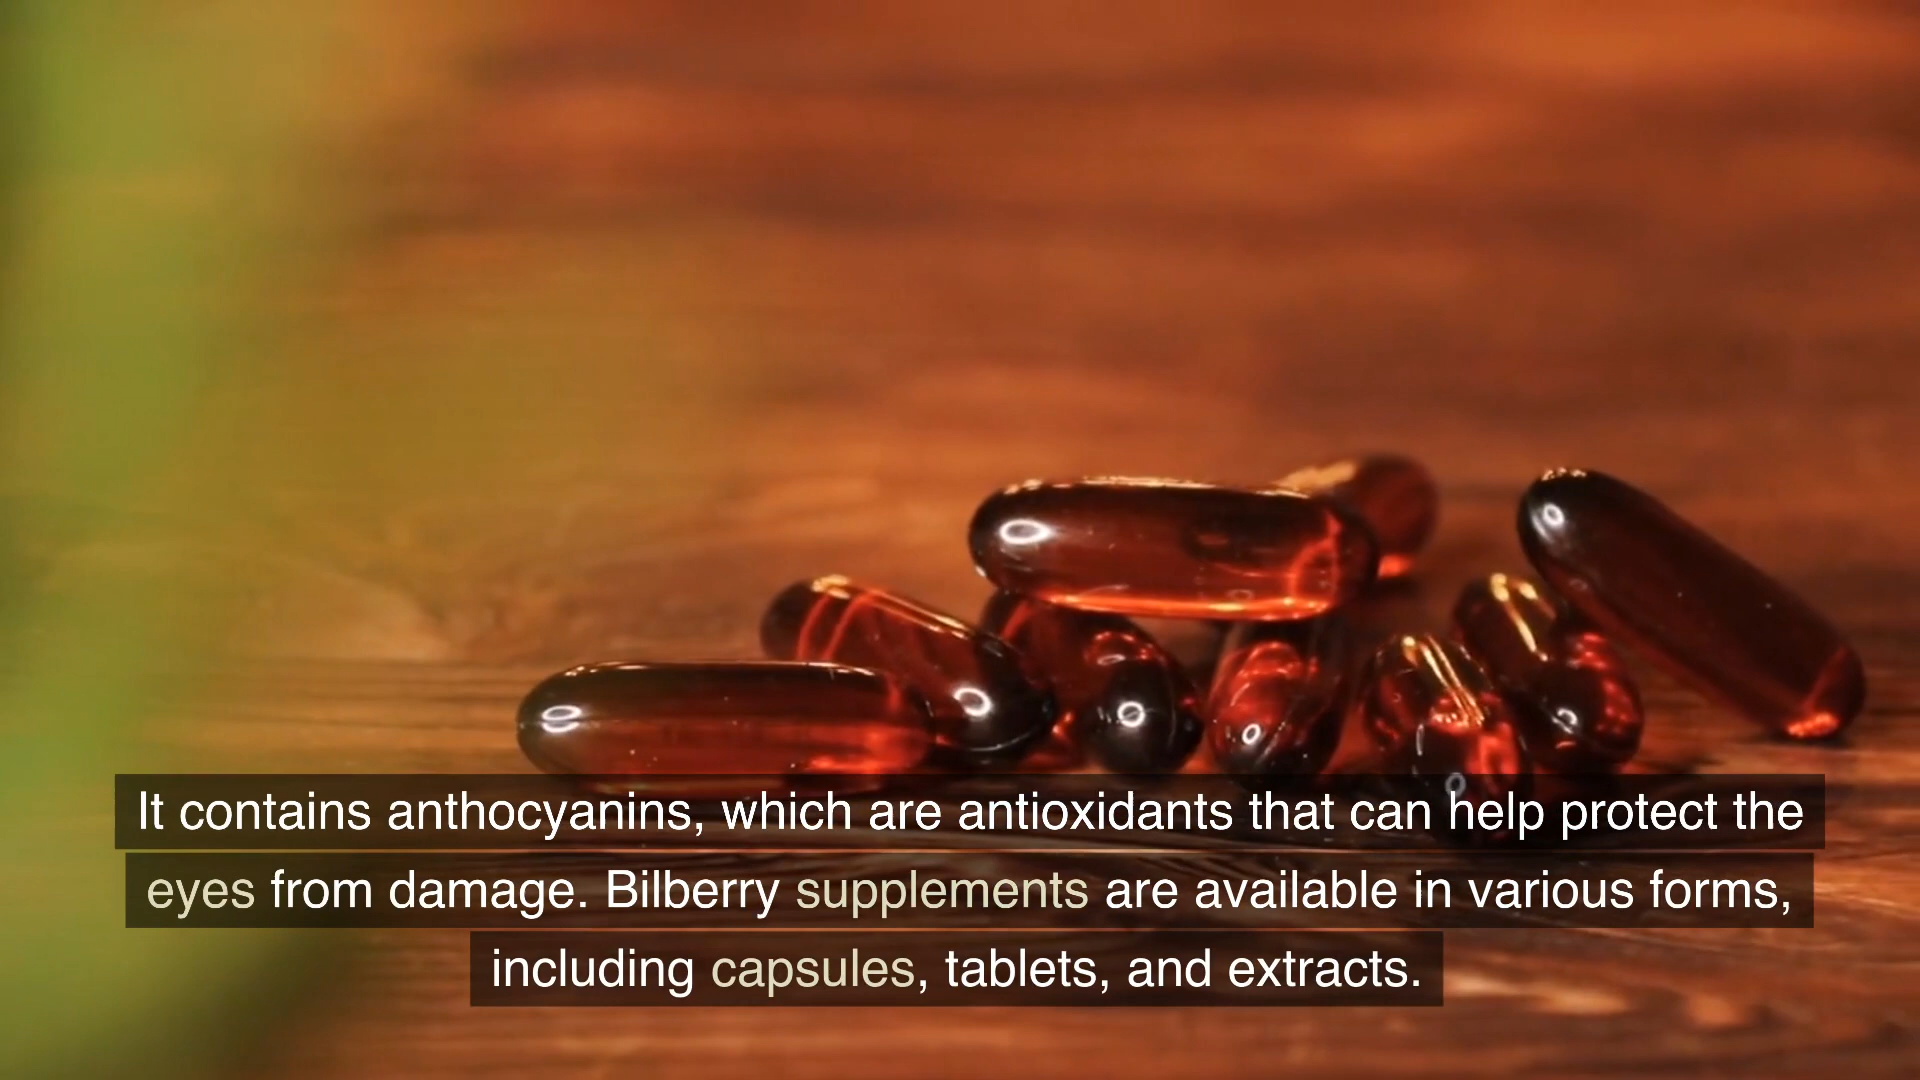 It contains anthocyanins, which are antioxidants that can help protect the
eyes from damage. Bilberry supplements are available in various forms,
including capsules, tablets, and extracts.